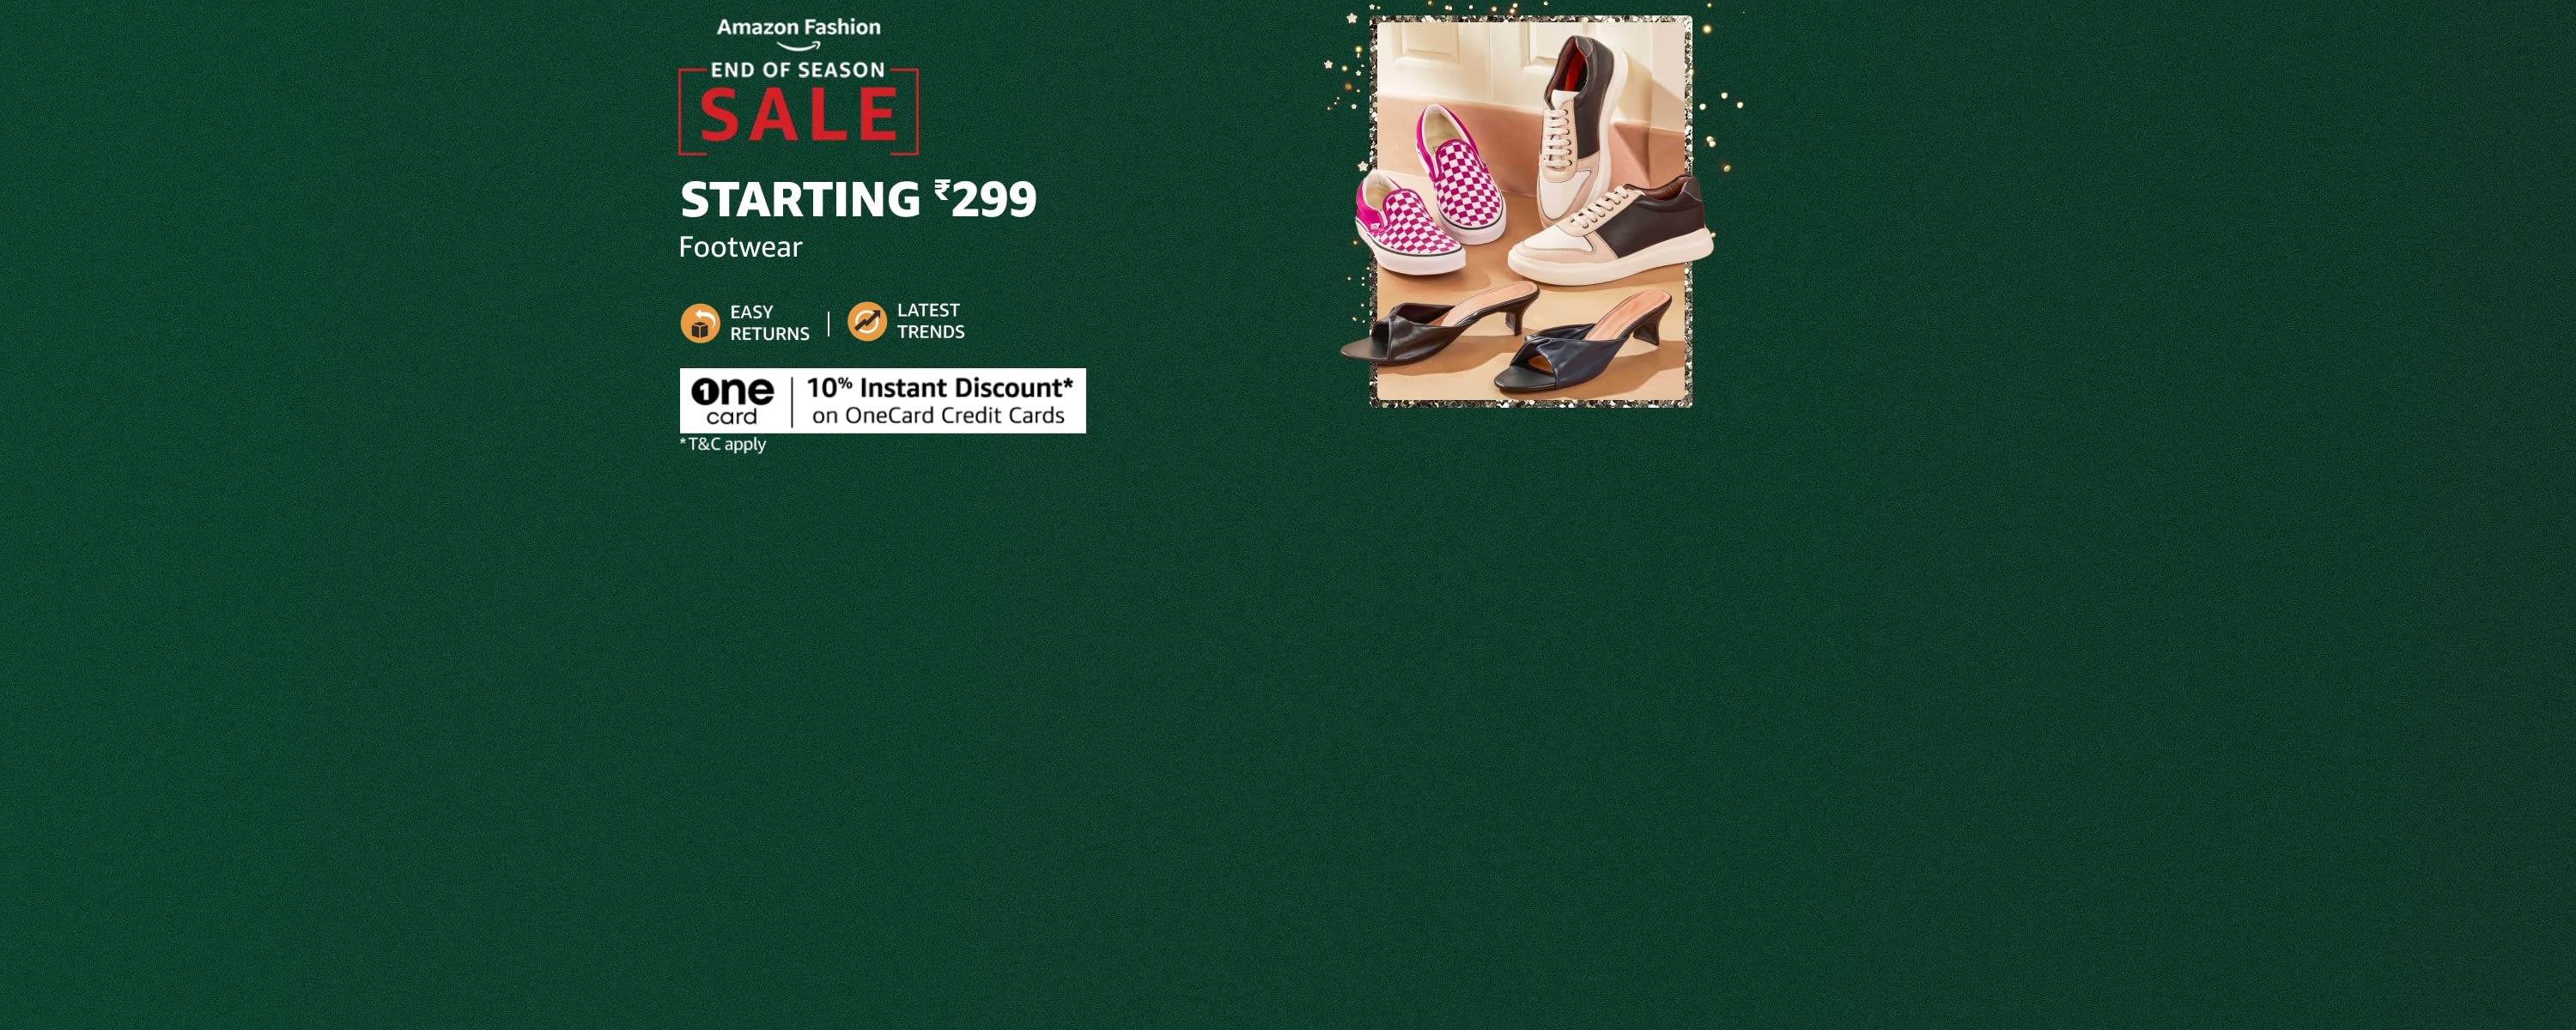 Amazon Fashion
END OF SEASON
SALE
STARTING ₹299
Footwear
EASY
RETURNS
LATEST
TRENDS
one
card
10% Instant Discount*
on OneCard Credit Cards
*T&C apply